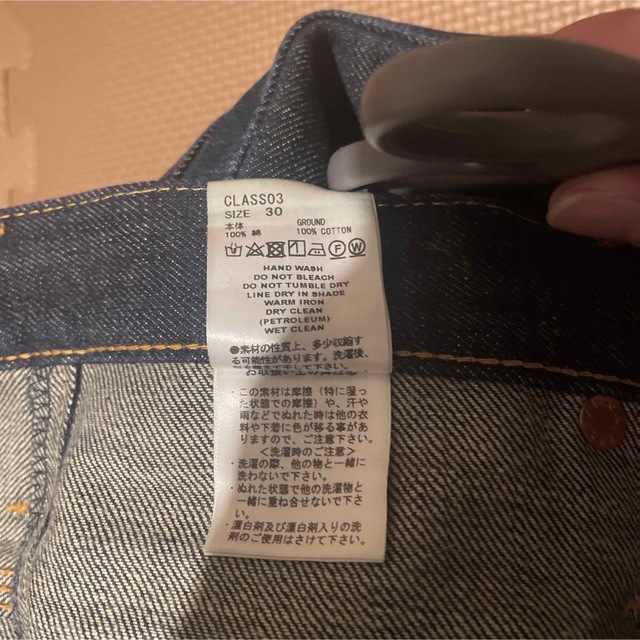 CLASS03
SIZE 30
本体 GROUND
100% 綿 100% COTTON
HAND WASH
DO NOT BLEACH
DO NOT TUMBLE DRY
LINE DRY IN SHADE
WARM IRON
DRY CLEAN
(PETROLEUM)
WET CLEAN
●素材の性質上、多少収縮す
る可能性があります。洗濯後、
・この素材は摩擦（特に湿っ
た状態での摩擦）や、汗や
雨などでぬれた時は他の衣
料や下着に色が移る事があ
りますので、ご注意下さい。
＜洗濯時のご注意＞
・洗濯の際、他の物と一緒に
洗わないで下さい。
・ぬれた状態で他の洗濯物と
一緒に重ね合せないで下さ
い。
・漂白剤及び漂白剤入りの洗
剤のご使用はさけて下さい。